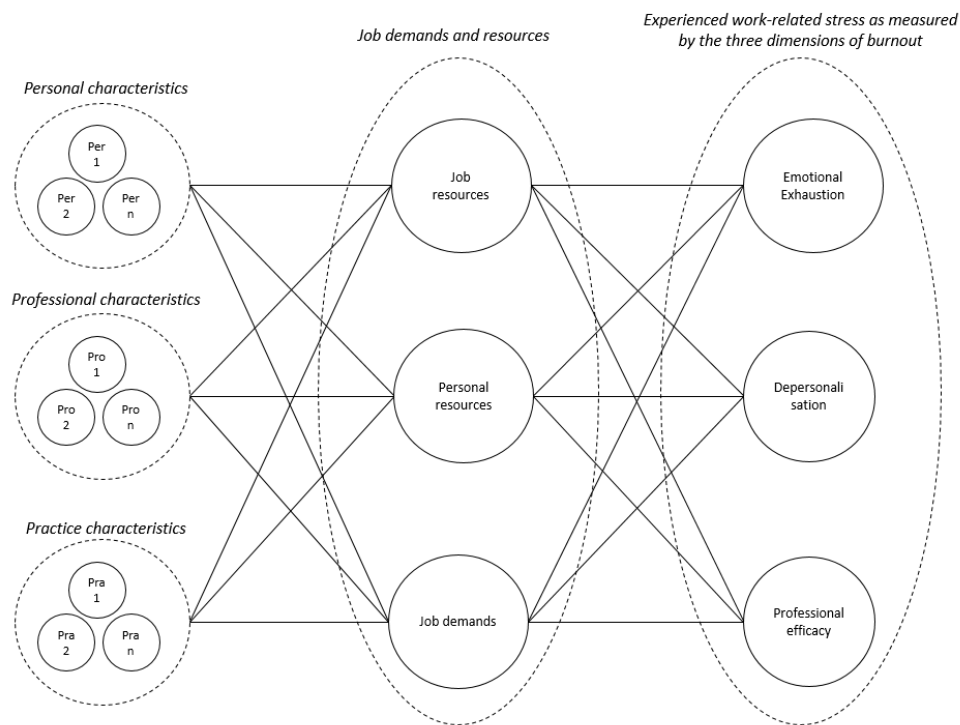 Experienced work-related stress as measured
by the three dimensions of burnout
Job demands and resources
Personal characteristics
Per
1
Per
2
Per
n
Job
resources
Emotional
Exhaustion
Professional characteristics
Pro
1
Pro
2
Pro
n
Personal
resources
Depersonali
sation
Practice characteristics
Pra
1
Pra
2
Pra
n
Job demands
Professional
efficacy